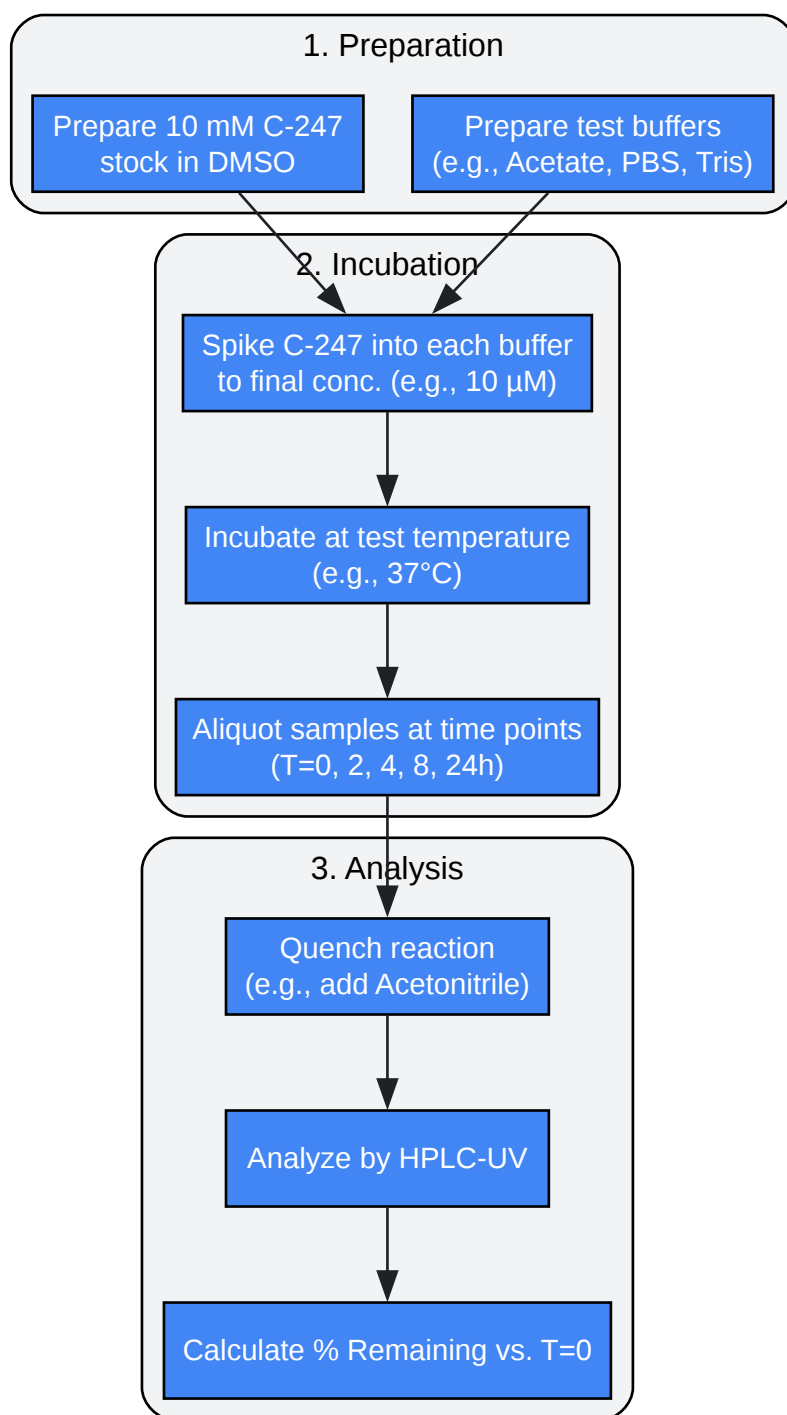 1. Preparation
Prepare 10 mM C-247
stock in DMSO
Prepare test buffers
(e.g., Acetate, PBS, Tris)
2. Incubation
Spike C-247 into each buffer
to final conc. (e.g., 10 µM)
Incubate at test temperature
(e.g., 37°C)
Aliquot samples at time points
(T=0, 2, 4, 8, 24h)
3. Analysis
Quench reaction
(e.g., add Acetonitrile)
Analyze by HPLC-UV
Calculate % Remaining vs. T=0